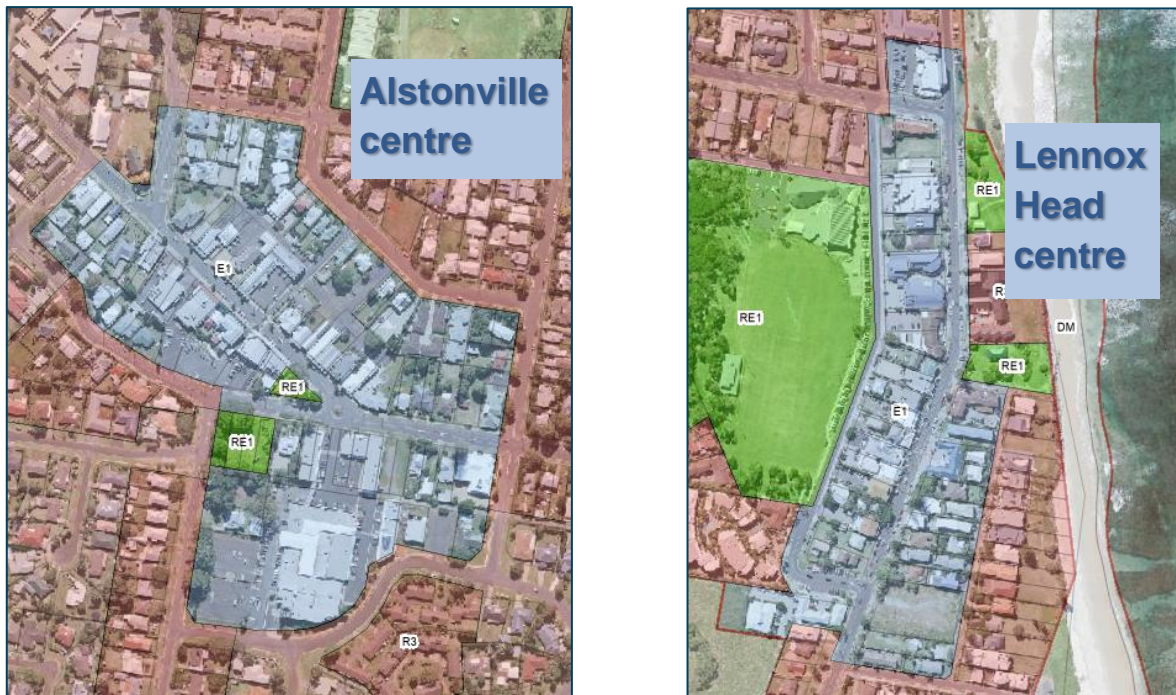 Alstonville
centre
E1
RE1
RE1
R3
Lennox
Head
centre
RE1
RE1
DM
RE1
E1